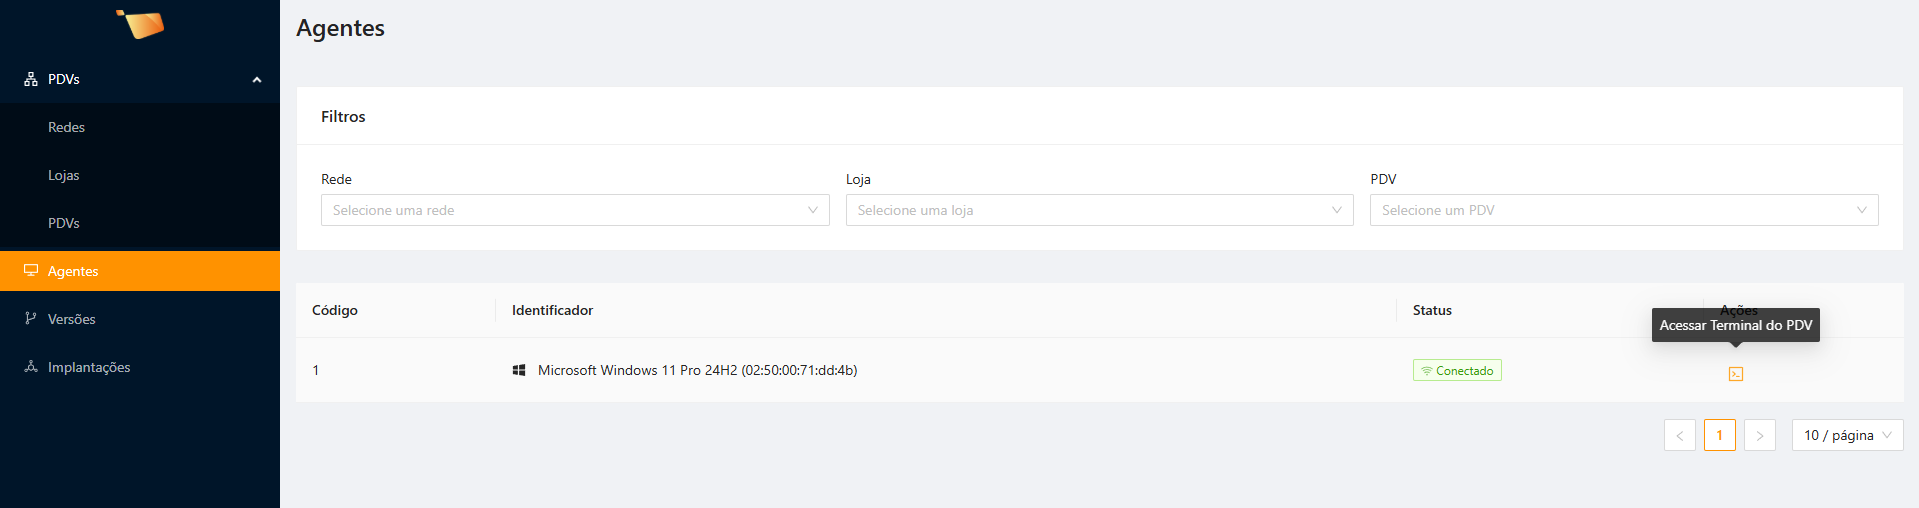 Agentes
PDVs
Redes
Lojas
PDVs
Agentes
Versões
Implantações
Filtros
Rede
Loja
PDV
Selecione uma rede
Selecione uma loja
Selecione um PDV
Código
Identificador
Status
Ações
Acessar Terminal do PDV
1
Microsoft Windows 11 Pro 24H2 (02:50:00:71:dd:4b)
Conectado
< 1 >
10 / página